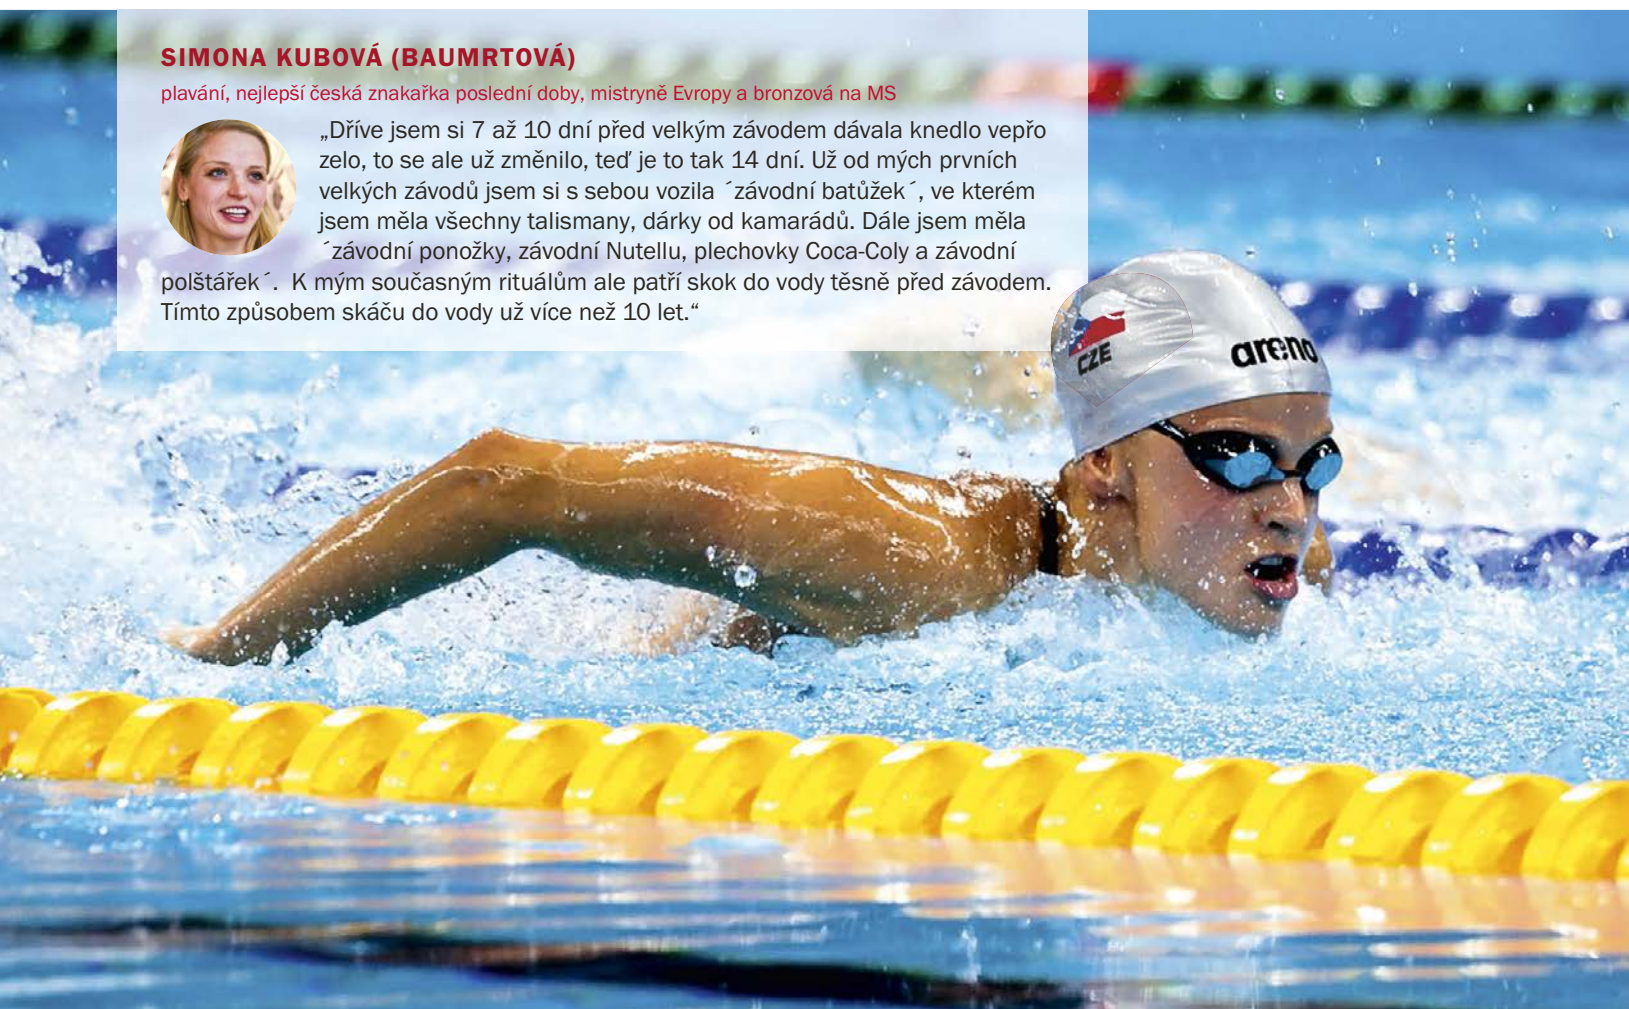 SIMONA KUBOVÁ (BAUMRTOVÁ)
plavání, nejlepší česká znakařka poslední doby, mistryně Evropy a bronzová na MS
„Dříve jsem si 7 až 10 dní před velkým závodem dávala knedlo vepřo
zelo, to se ale už změnilo, teď je to tak 14 dní. Už od mých prvních
velkých závodů jsem si s sebou vozila ´závodní batůžek´, ve kterém
jsem měla všechny talismany, dárky od kamarádů. Dále jsem měla
´závodní ponožky, závodní Nutellu, plechovky Coca-Coly a závodní
polštářek´.  K mým současným rituálům ale patří skok do vody těsně před závodem.
Tímto způsobem skáču do vody už více než 10 let.“
CZE
arena